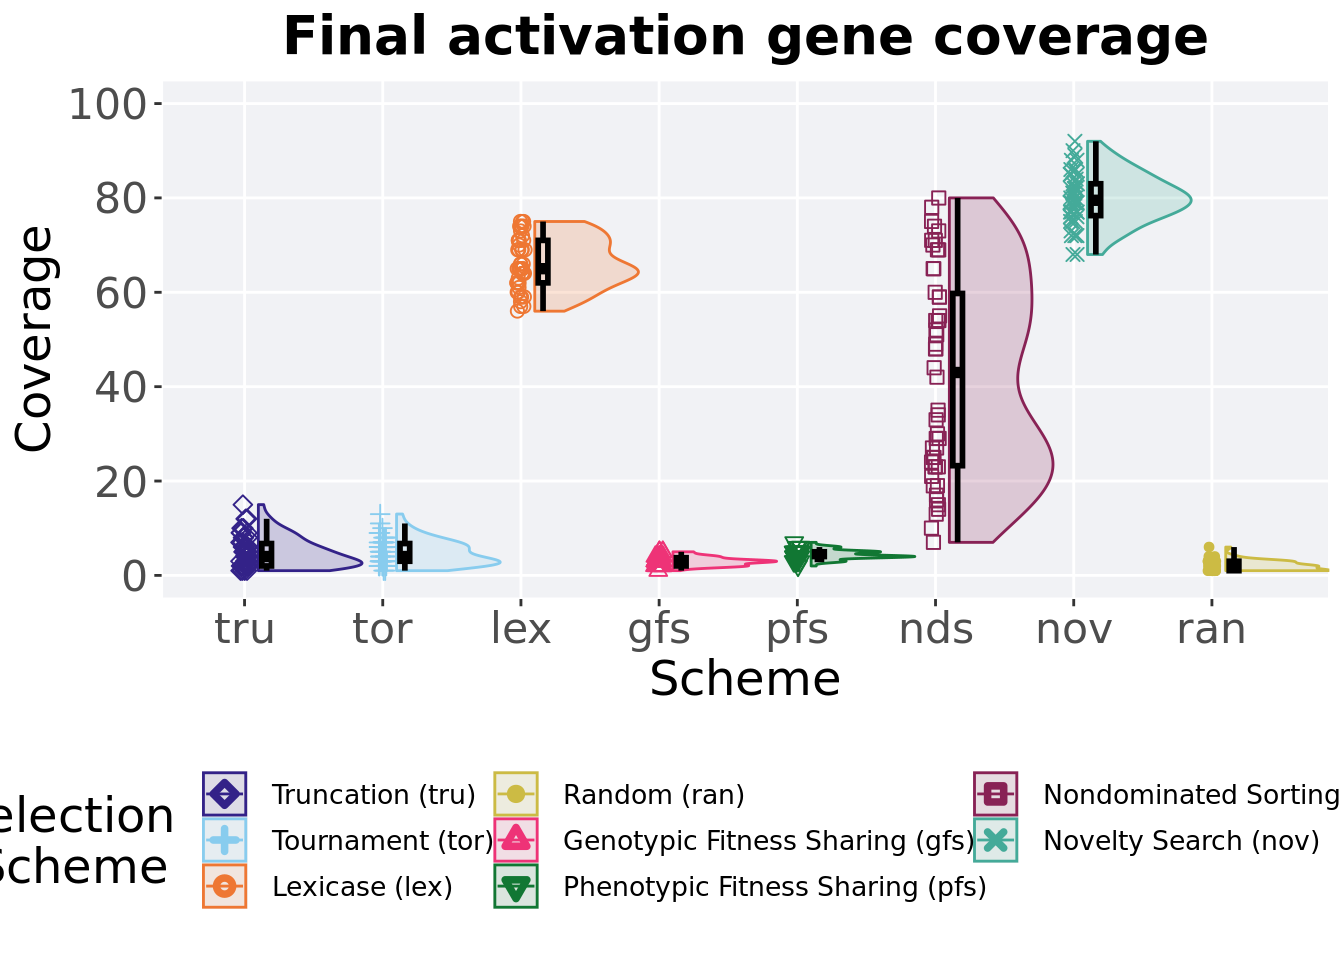 Final activation gene coverage
100
80
60
40
20
0
Coverage
tru tor lex gfs pfs nds nov ran
Scheme
election
Scheme
Truncation (tru)
Tournament (tor)
Lexicase (lex)
Random (ran)
Genotypic Fitness Sharing (gfs)
Phenotypic Fitness Sharing (pfs)
Nondominated Sorting
Novelty Search (nov)